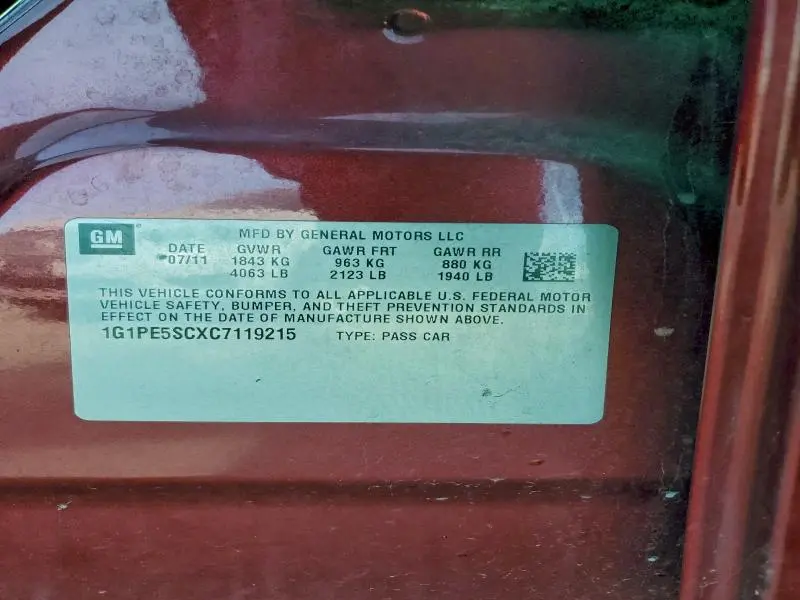 GM MFD BY GENERAL MOTORS LLC
DATE GVWR GAWR FRT GAWR RR
07/11 1843 KG 963 KG 880 KG
4063 LB 2123 LB 1940 LB
THIS VEHICLE CONFORMS TO ALL APPLICABLE U.S. FEDERAL MOTOR
VEHICLE SAFETY, BUMPER, AND THEFT PREVENTION STANDARDS IN
EFFECT ON THE DATE OF MANUFACTURE SHOWN ABOVE.
1G1PE5SCXC7119215 TYPE: PASS CAR